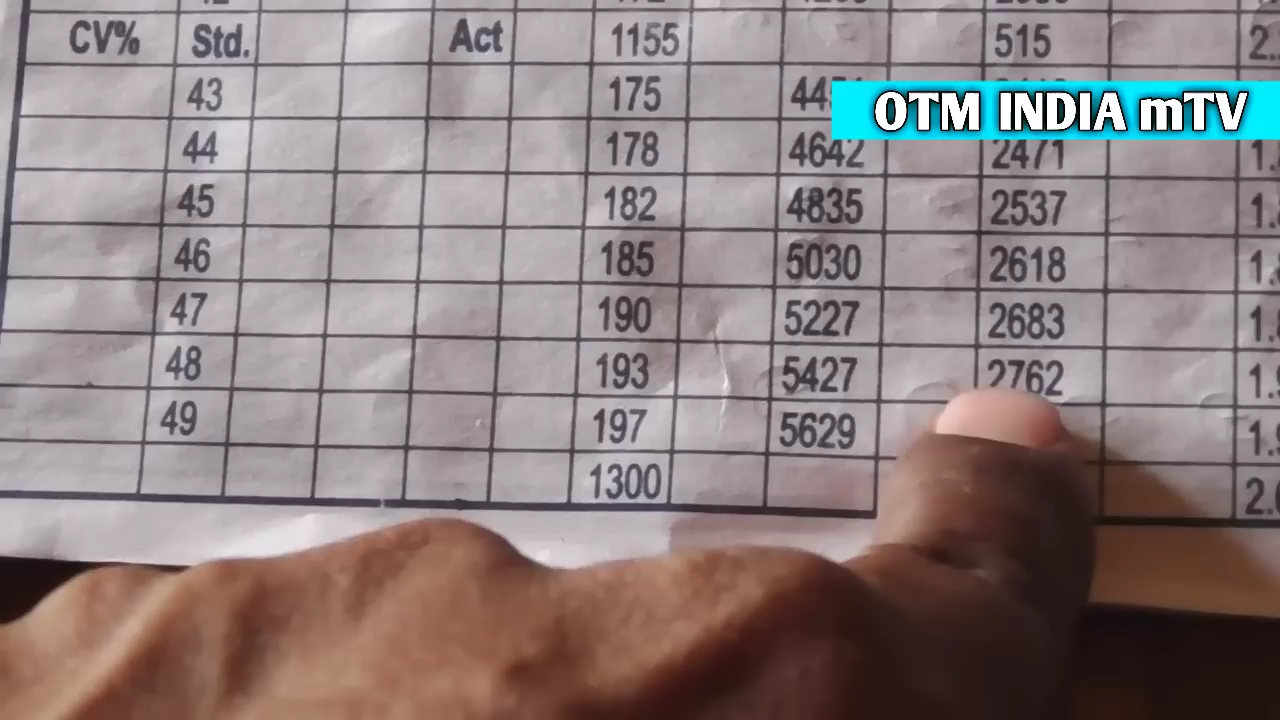 CV% Std. Act 1155 515
OTM INDIA mTV
43 175
44 178 4642 2471
45 182 4835 2537
46 185 5030 2618
47 190 5227 2683
48 193 5427 2762
49 197 5629
1300